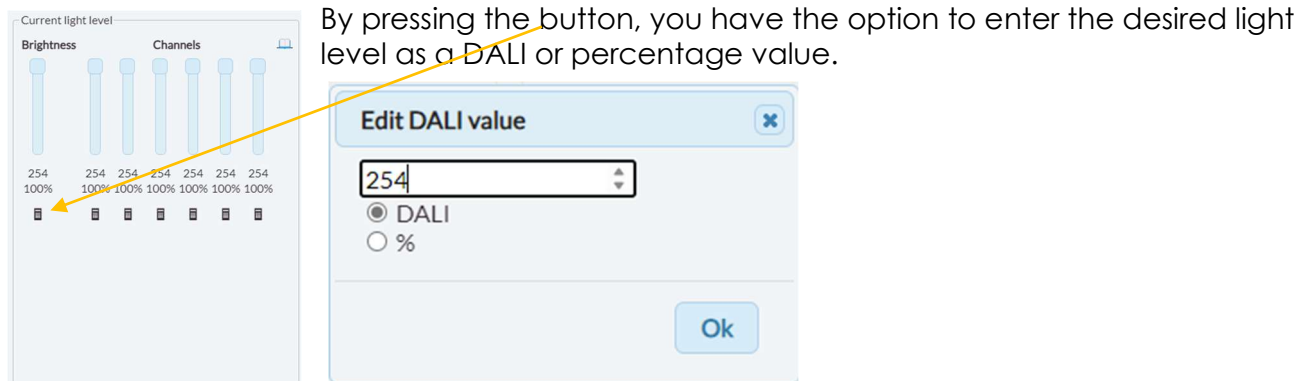 Current light level
Brightness Channels
254 254 254 254 254 254 254
100% 100% 100% 100% 100% 100% 100%
By pressing the button, you have the option to enter the desired light
level as a DALI or percentage value.
Edit DALI value
254
DALI
%
Ok